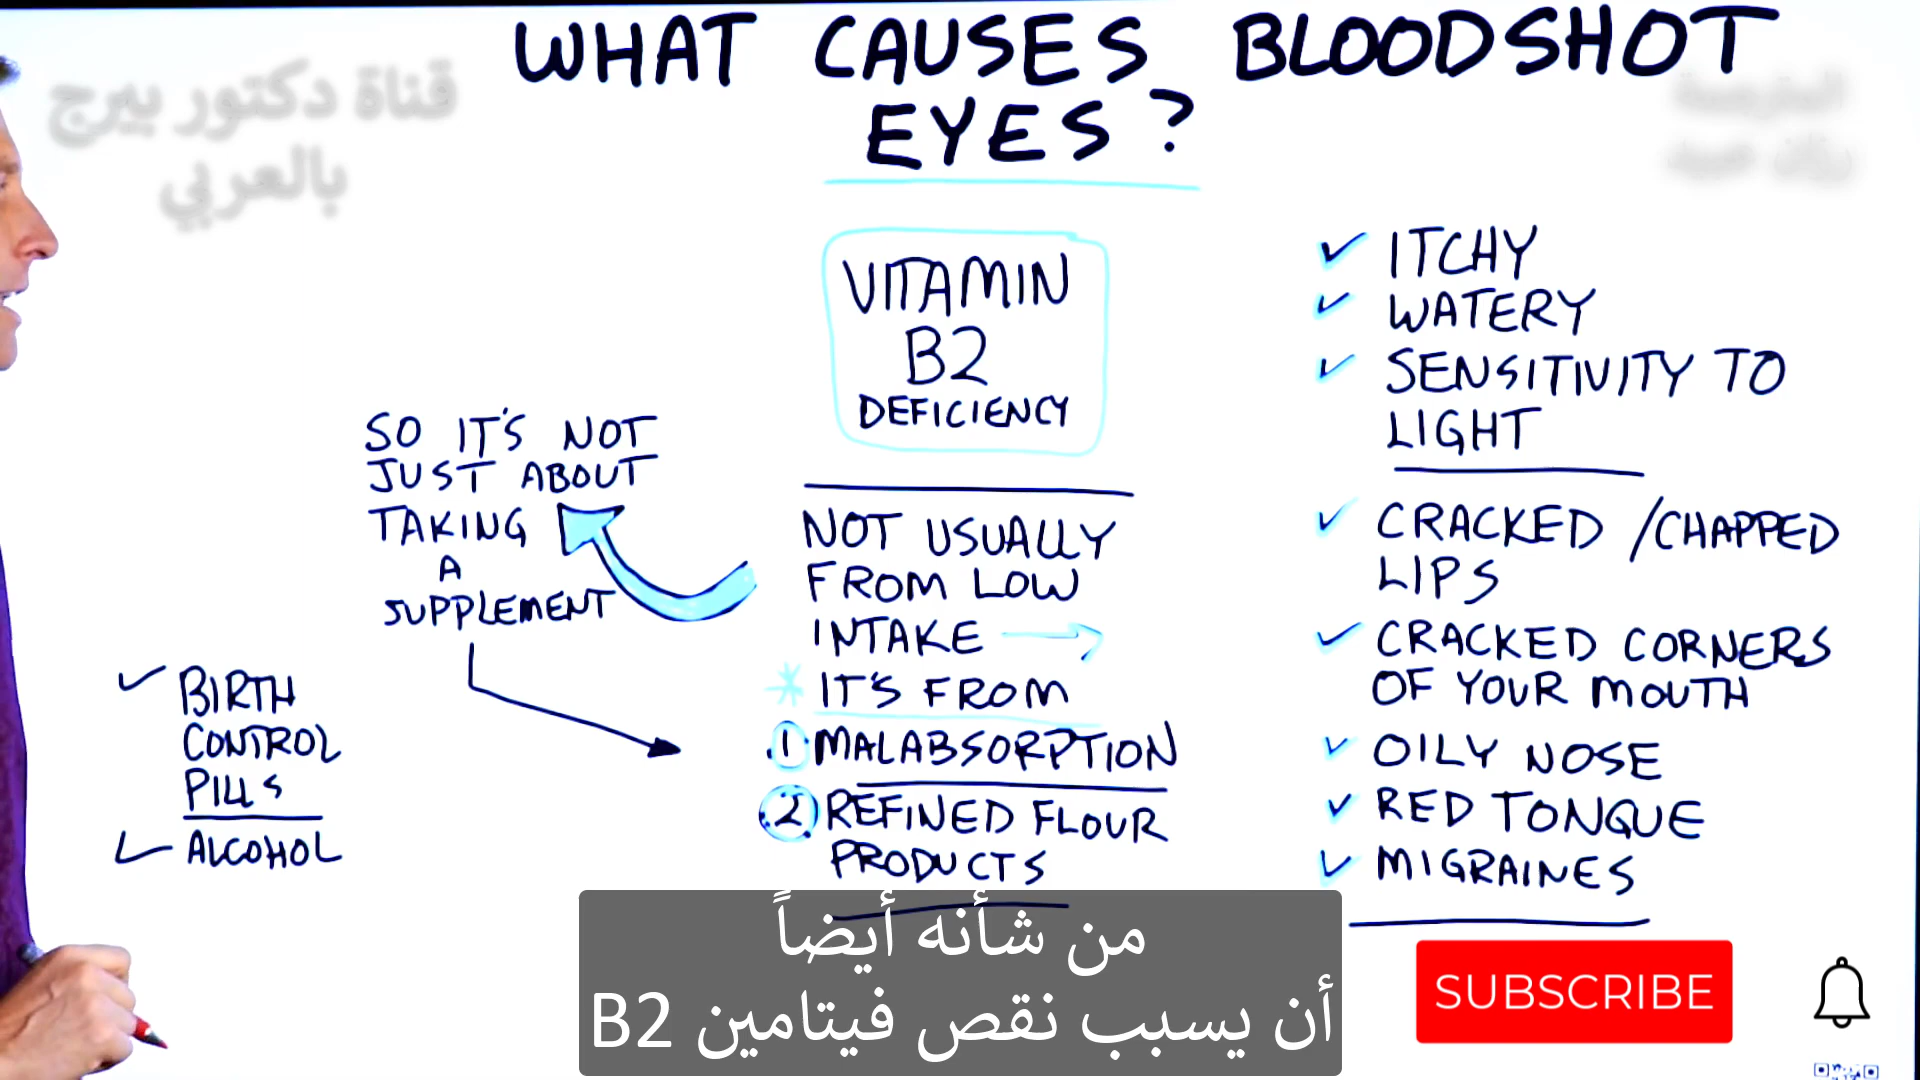 WHAT CAUSES BLOODSHOT
EYES?
قناة دكتور بيرج
بالعربي
VITAMIN
B2
DEFICIENCY
SO IT'S NOT
JUST ABOUT
TAKING
A
SUPPLEMENT
NOT USUALLY
FROM LOW
INTAKE →
* IT'S FROM
1 MALABSORPTION
2 REFINED FLOUR
PRODUCTS
✓ BIRTH
CONTROL
PILLS
✓ ALCOHOL
✓ ITCHY
✓ WATERY
✓ SENSITIVITY TO
LIGHT
✓ CRACKED / CHAPPED
LIPS
✓ CRACKED CORNERS
OF YOUR MOUTH
✓ OILY NOSE
✓ RED TONGUE
✓ MIGRAINES
من شأنه أيضاً
أن يسبب نقص فيتامين B2
SUBSCRIBE